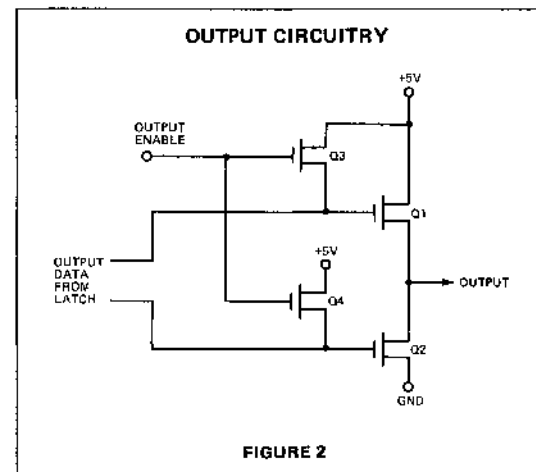 OUTPUT CIRCUITRY
+5V
OUTPUT
ENABLE
Q3
Q1
OUTPUT
DATA
FROM
LATCH
+5V
Q4
OUTPUT
Q2
GND
FIGURE 2